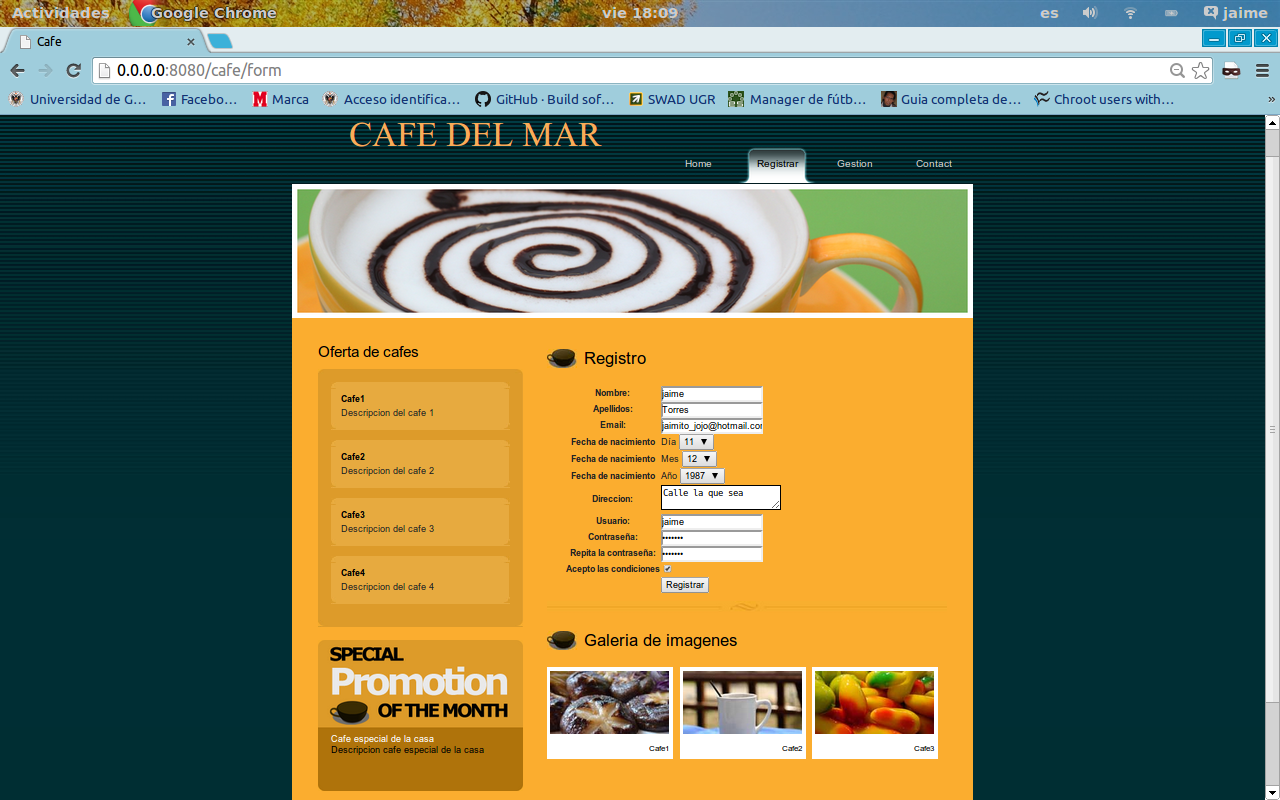 Actividades Google Chrome vie 18:09 es jaime
Cafe
0.0.0.0:8080/cafe/form
Universidad de G… Facebo… Marca Acceso identifica… GitHub · Build sof… SWAD UGR Manager de fútb… Guia completa de… Chroot users with… »
CAFE DEL MAR
Home Registrar Gestion Contact
Oferta de cafes
Cafe1
Descripcion del cafe 1
Cafe2
Descripcion del cafe 2
Cafe3
Descripcion del cafe 3
Cafe4
Descripcion del cafe 4
SPECIAL
Promotion
OF THE MONTH
Cafe especial de la casa
Descripcion cafe especial de la casa
Registro
Nombre: jaime
Apellidos: Torres
Email: jaimito_jojo@hotmail.com
Fecha de nacimiento Dia 11
Fecha de nacimiento Mes 12
Fecha de nacimiento Año 1987
Direccion: Calle la que sea
Usuario: jaime
Contraseña: •••••••
Repita la contraseña: •••••••
Acepto las condiciones
Registrar
Galeria de imagenes
Cafe1 Cafe2 Cafe3